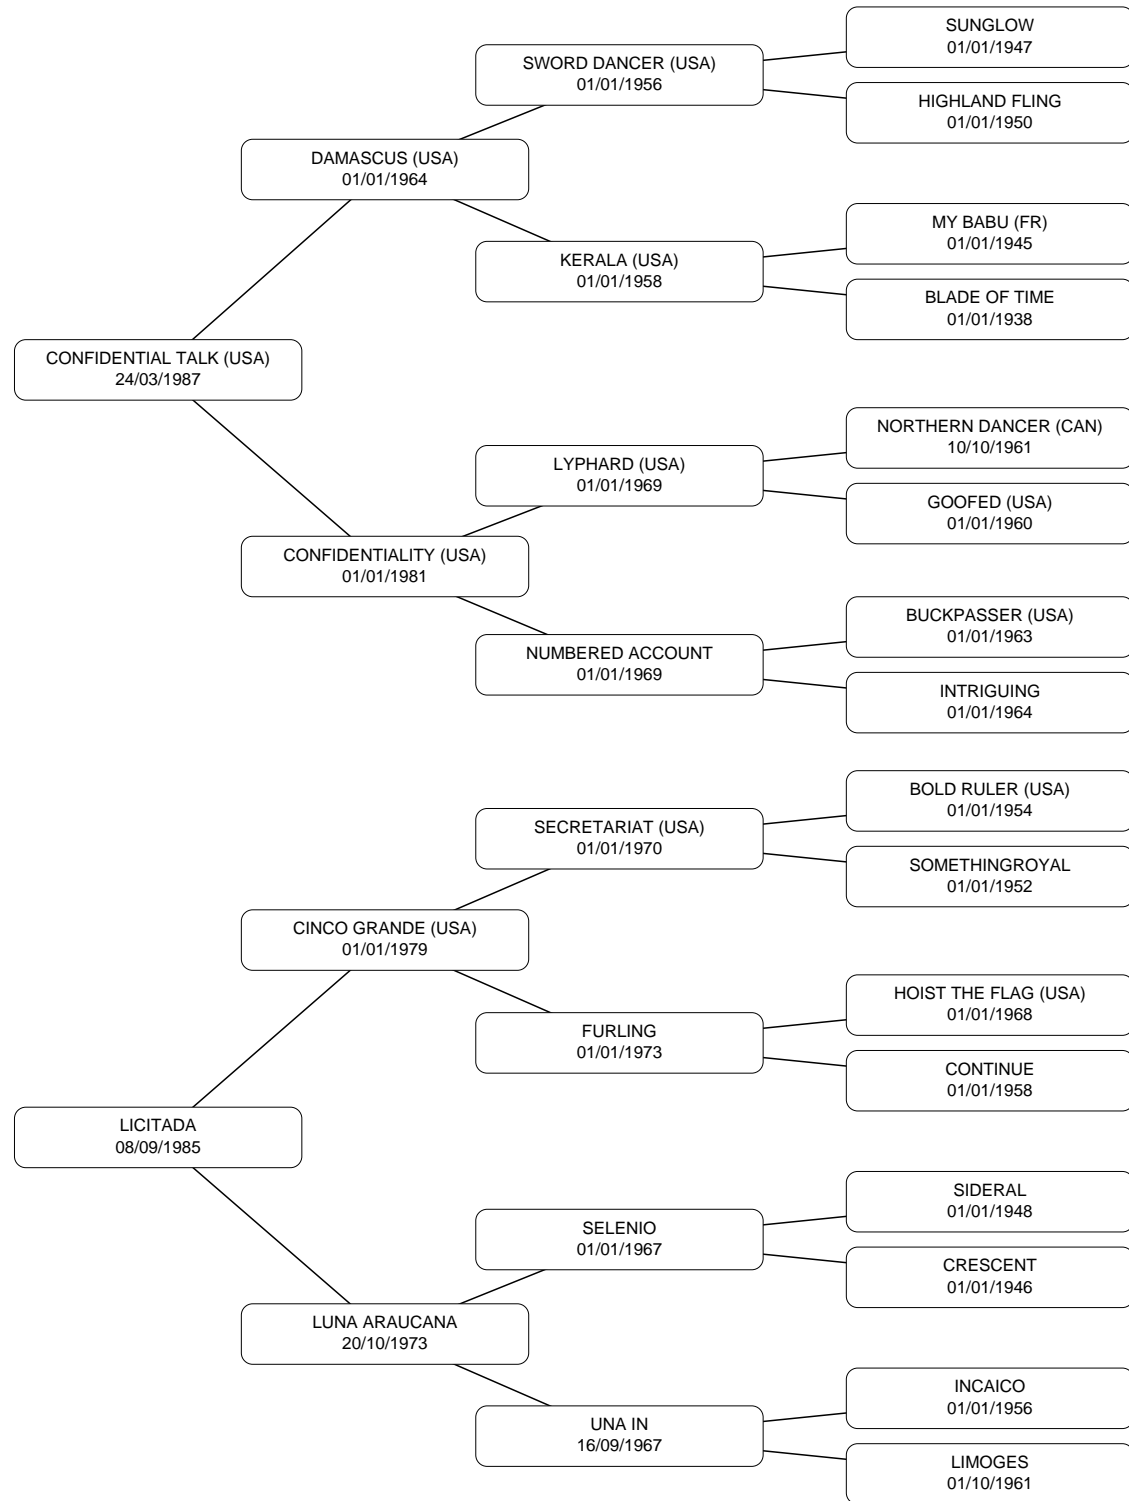 SUNGLOW
01/01/1947
SWORD DANCER (USA)
01/01/1956
HIGHLAND FLING
01/01/1950
DAMASCUS (USA)
01/01/1964
MY BABU (FR)
01/01/1945
KERALA (USA)
01/01/1958
BLADE OF TIME
01/01/1938
CONFIDENTIAL TALK (USA)
24/03/1987
NORTHERN DANCER (CAN)
10/10/1961
LYPHARD (USA)
01/01/1969
GOOFED (USA)
01/01/1960
CONFIDENTIALITY (USA)
01/01/1981
BUCKPASSER (USA)
01/01/1963
NUMBERED ACCOUNT
01/01/1969
INTRIGUING
01/01/1964
BOLD RULER (USA)
01/01/1954
SECRETARIAT (USA)
01/01/1970
SOMETHINGROYAL
01/01/1952
CINCO GRANDE (USA)
01/01/1979
HOIST THE FLAG (USA)
01/01/1968
FURLING
01/01/1973
CONTINUE
01/01/1958
LICITADA
08/09/1985
SIDERAL
01/01/1948
SELENIO
01/01/1967
CRESCENT
01/01/1946
LUNA ARAUCANA
20/10/1973
INCAICO
01/01/1956
UNA IN
16/09/1967
LIMOGES
01/10/1961